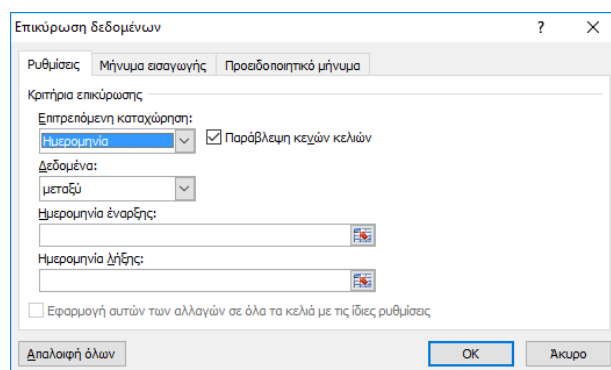 Επικύρωση δεδομένων ?
Ρυθμίσεις Μήνυμα εισαγωγής Προειδοποιητικό μήνυμα
Κριτήρια επικύρωσης
Επιτρεπόμενη καταχώρηση:
Ημερομηνία Παράβλεψη κενών κελιών
Δεδομένα:
μεταξύ
Ημερομηνία έναρξης:
Ημερομηνία λήξης:
Εφαρμογή αυτών των αλλαγών σε όλα τα κελιά με τις ίδιες ρυθμίσεις
Απαλοιφή όλων OK Άκυρο